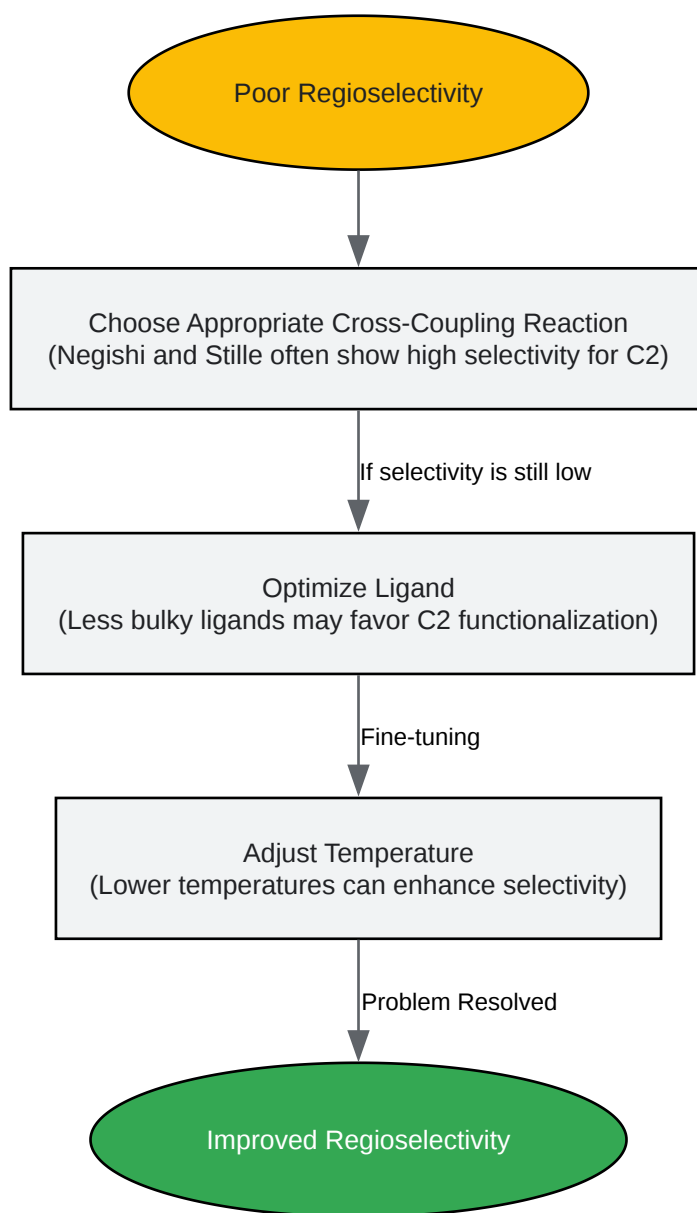 Poor Regioselectivity
Choose Appropriate Cross-Coupling Reaction
(Negishi and Stille often show high selectivity for C2)
If selectivity is still low
Optimize Ligand
(Less bulky ligands may favor C2 functionalization)
Fine-tuning
Adjust Temperature
(Lower temperatures can enhance selectivity)
Problem Resolved
Improved Regioselectivity